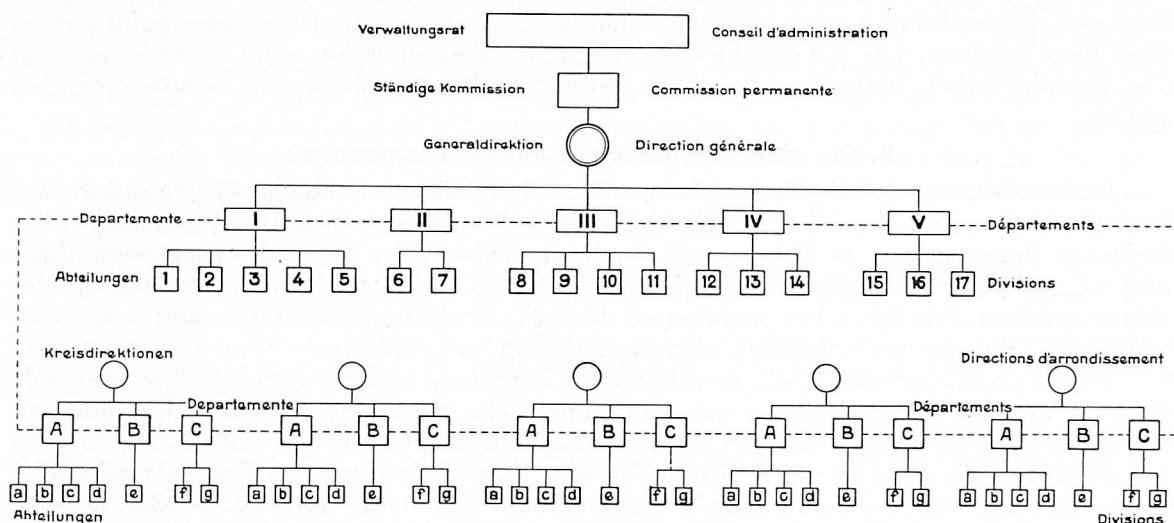 Verwaltungsrat Conseil d'administration
Ständige Kommission Commission permanente
Generaldirektion Direction générale
Departemente I II III IV V Départements
Abteilungen 1 2 3 4 5 6 7 8 9 10 11 12 13 14 15 16 17 Divisions
Kreisdirektionen Directions d'arrondissement
Departemente Départements
A B C A B C A B C A B C A B C
a b c d e f g a b c d e f g a b c d e f g a b c d e f g a b c d e f g
Abteilungen Divisions